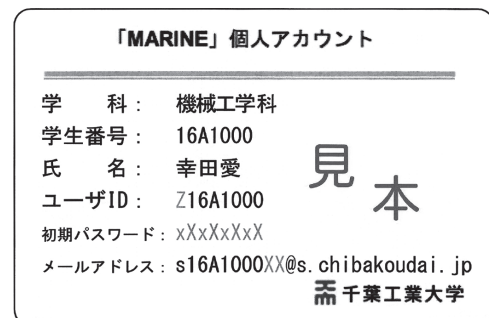 「MARINE」個人アカウント
学　　科： 機械工学科
学生番号： 16A1000
氏　　名： 幸田愛
ユーザID： Z16A1000
初期パスワード： xXxXxXxX
メールアドレス： s16A1000XX@s.chibakoudai.jp
見本
千葉工業大学